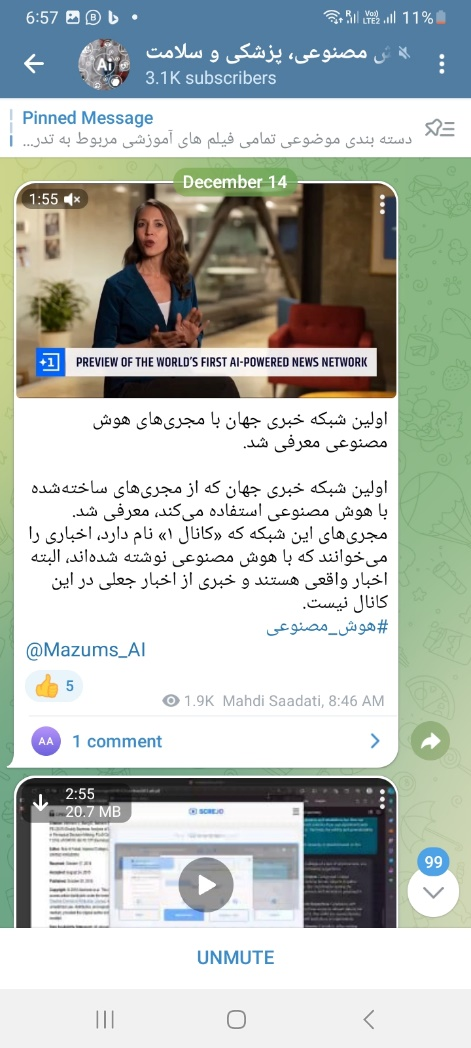 6:57
Vo)) R LTE2 11%
ش مصنوعی، پزشکی و سلامت
Ai
3.1K subscribers
Pinned Message
دسته بندی موضوعی تمامی فیلم های آموزشی مربوط به تدر...
December 14
1:55
+1 PREVIEW OF THE WORLD'S FIRST AI-POWERED NEWS NETWORK
اولین شبکه خبری جهان با مجری‌های هوش
مصنوعی معرفی شد.
اولین شبکه خبری جهان که از مجری‌های ساخته‌شده
با هوش مصنوعی استفاده می‌کند، معرفی شد.
مجری‌های این شبکه که «کانال ۱» نام دارد، اخباری را
می‌خوانند که با هوش مصنوعی نوشته شده‌اند، البته
اخبار واقعی هستند و خبری از اخبار جعلی در این
کانال نیست.
#هوش_مصنوعی
@Mazums_AI
👍 5
1.9K Mahdi Saadati, 8:46 AM
AA 1 comment
2:55
20.7 MB
99
UNMUTE